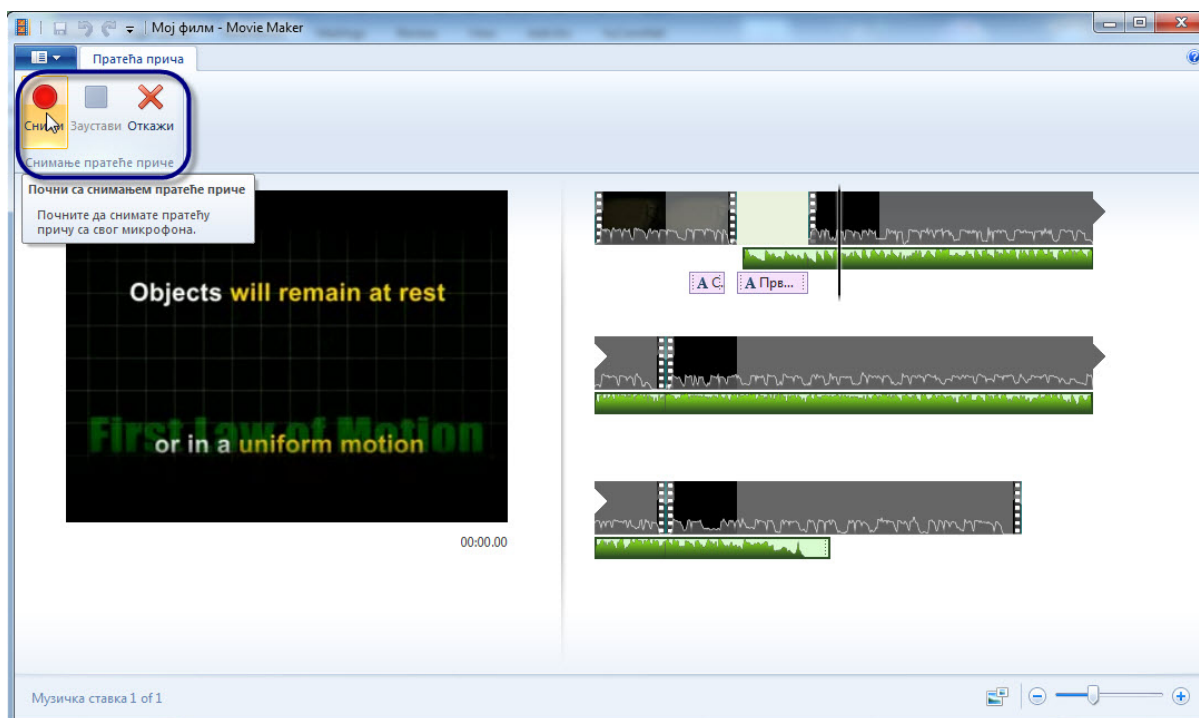 Мој филм - Movie Maker
Пратећа прича
Сними Заустави Откажи
Снимање пратеће приче
Почни са снимањем пратеће приче
Почните да снимате пратећу
причу са свог микрофона.
Objects will remain at rest
First Law of Motion
or in a uniform motion
00:00.00
A С
A Прв...
Музичка ставка 1 of 1